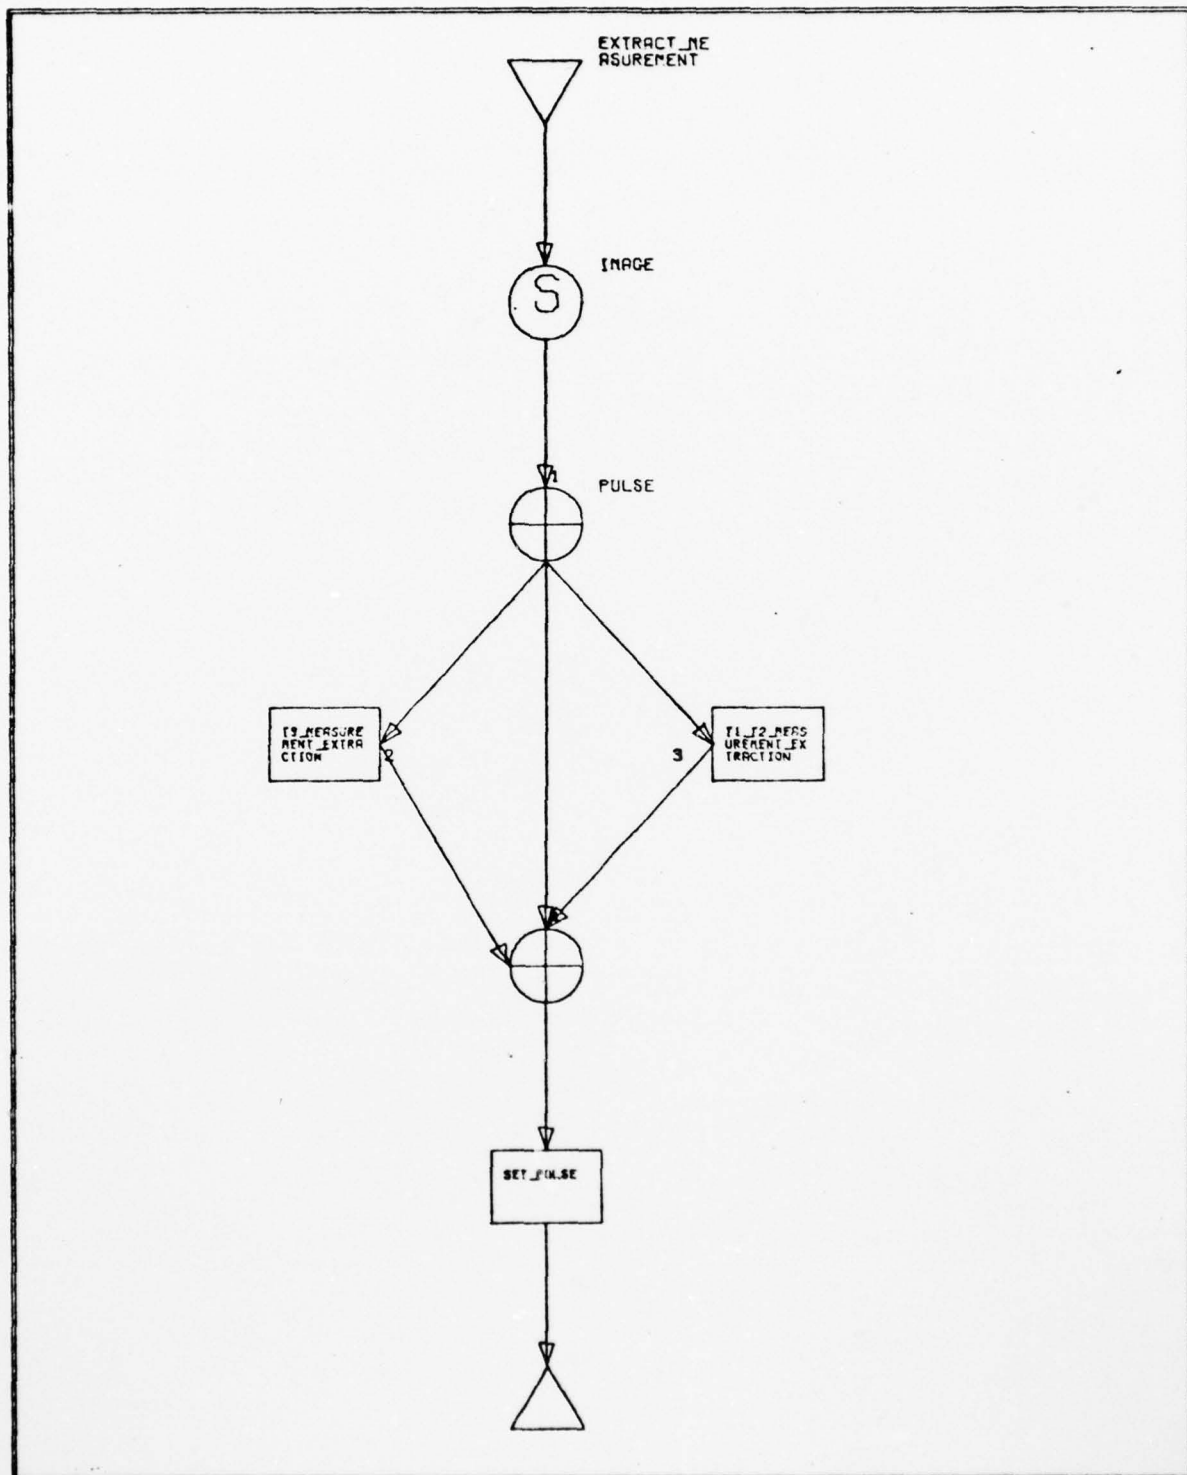 EXTRACT_ME
ASUREMENT
IMAGE
S
1
PULSE
T3_MEASURE
MENT_EXTRA
CTION
2
3
T1_T2_MEAS
UREMENT_EX
TRACTION
SET_PULSE